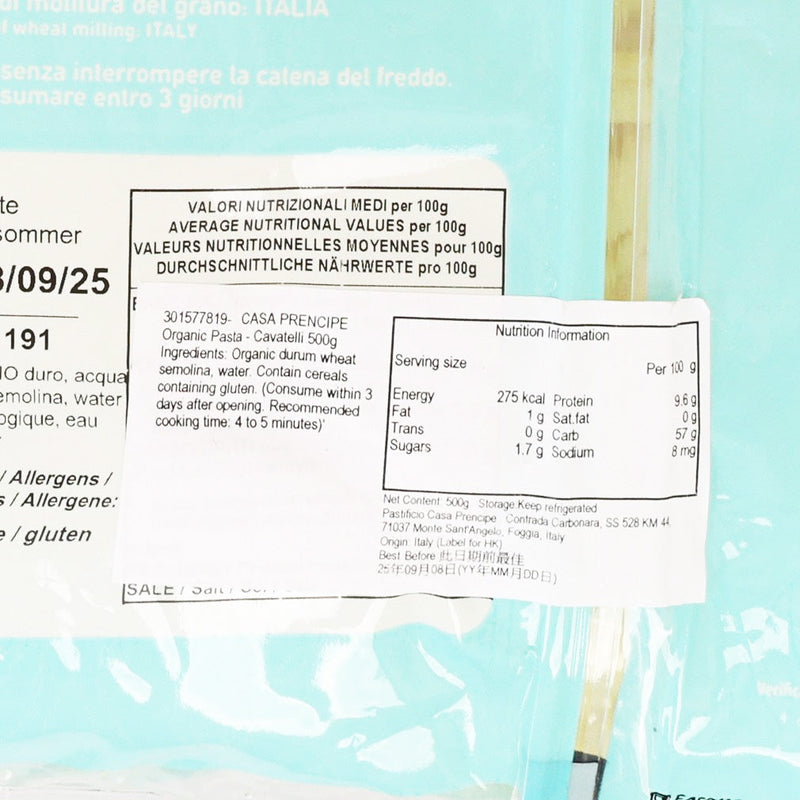 di molitura del grano: ITALIA
of wheat milling: ITALY
senza interrompere la catena del freddo.
entro 3 giorni
VALORI NUTRIZIONALI MEDI per 100g
AVERAGE NUTRITIONAL VALUES per 100g
VALEURS NUTRITIONNELLES MOYENNES pour 100g
DURCHSCHNITTLICHE NÄHRWERTE pro 100g
/09/25
191
duro, acqua
water
eau
/ Allergens /
/ Allergene:
/ gluten
301577819- CASA PRENCIPE
Organic Pasta - Cavatelli 500g
Ingredients: Organic durum wheat
semolina, water. Contain cereals
containing gluten. (Consume within 3
days after opening. Recommended
cooking time: 4 to 5 minutes)'
Nutrition Information
Serving size Per 100 g
Energy 275 kcal Protein 9.6 g
Fat 1 g Sat.fat 0 g
Trans 0 g Carb 57 g
Sugars 1.7 g Sodium 8 mg
Net Content: 500g Storage:Keep refrigerated
Pastificio Casa Prencipe Contrada Carbonara, SS 528 KM 44
71037 Monte Sant'Angelo, Foggia, Italy
Origin: Italy (Label for HK)
Best Before 此日期前最佳
25年09月08日(YY年MM月DD日)
SALE / Salt /